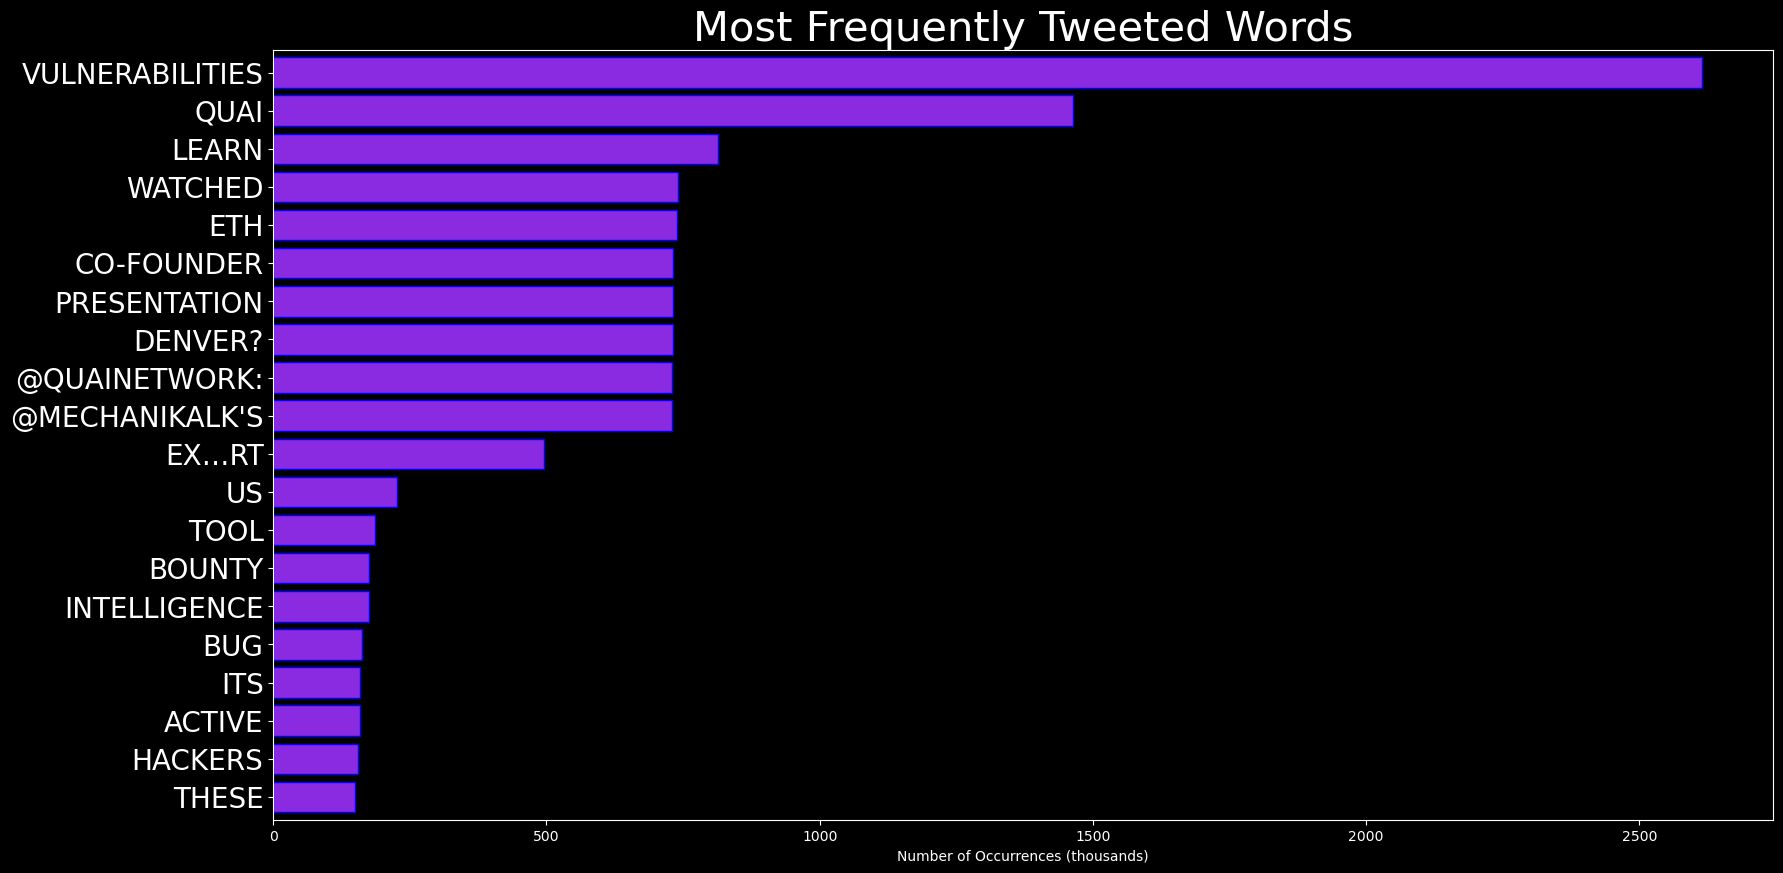 Most Frequently Tweeted Words
VULNERABILITIES
QUAI
LEARN
WATCHED
ETH
CO-FOUNDER
PRESENTATION
DENVER?
@QUAINETWORK:
@MECHANIKALK'S
EX…RT
US
TOOL
BOUNTY
INTELLIGENCE
BUG
ITS
ACTIVE
HACKERS
THESE
0 500 1000 1500 2000 2500
Number of Occurrences (thousands)